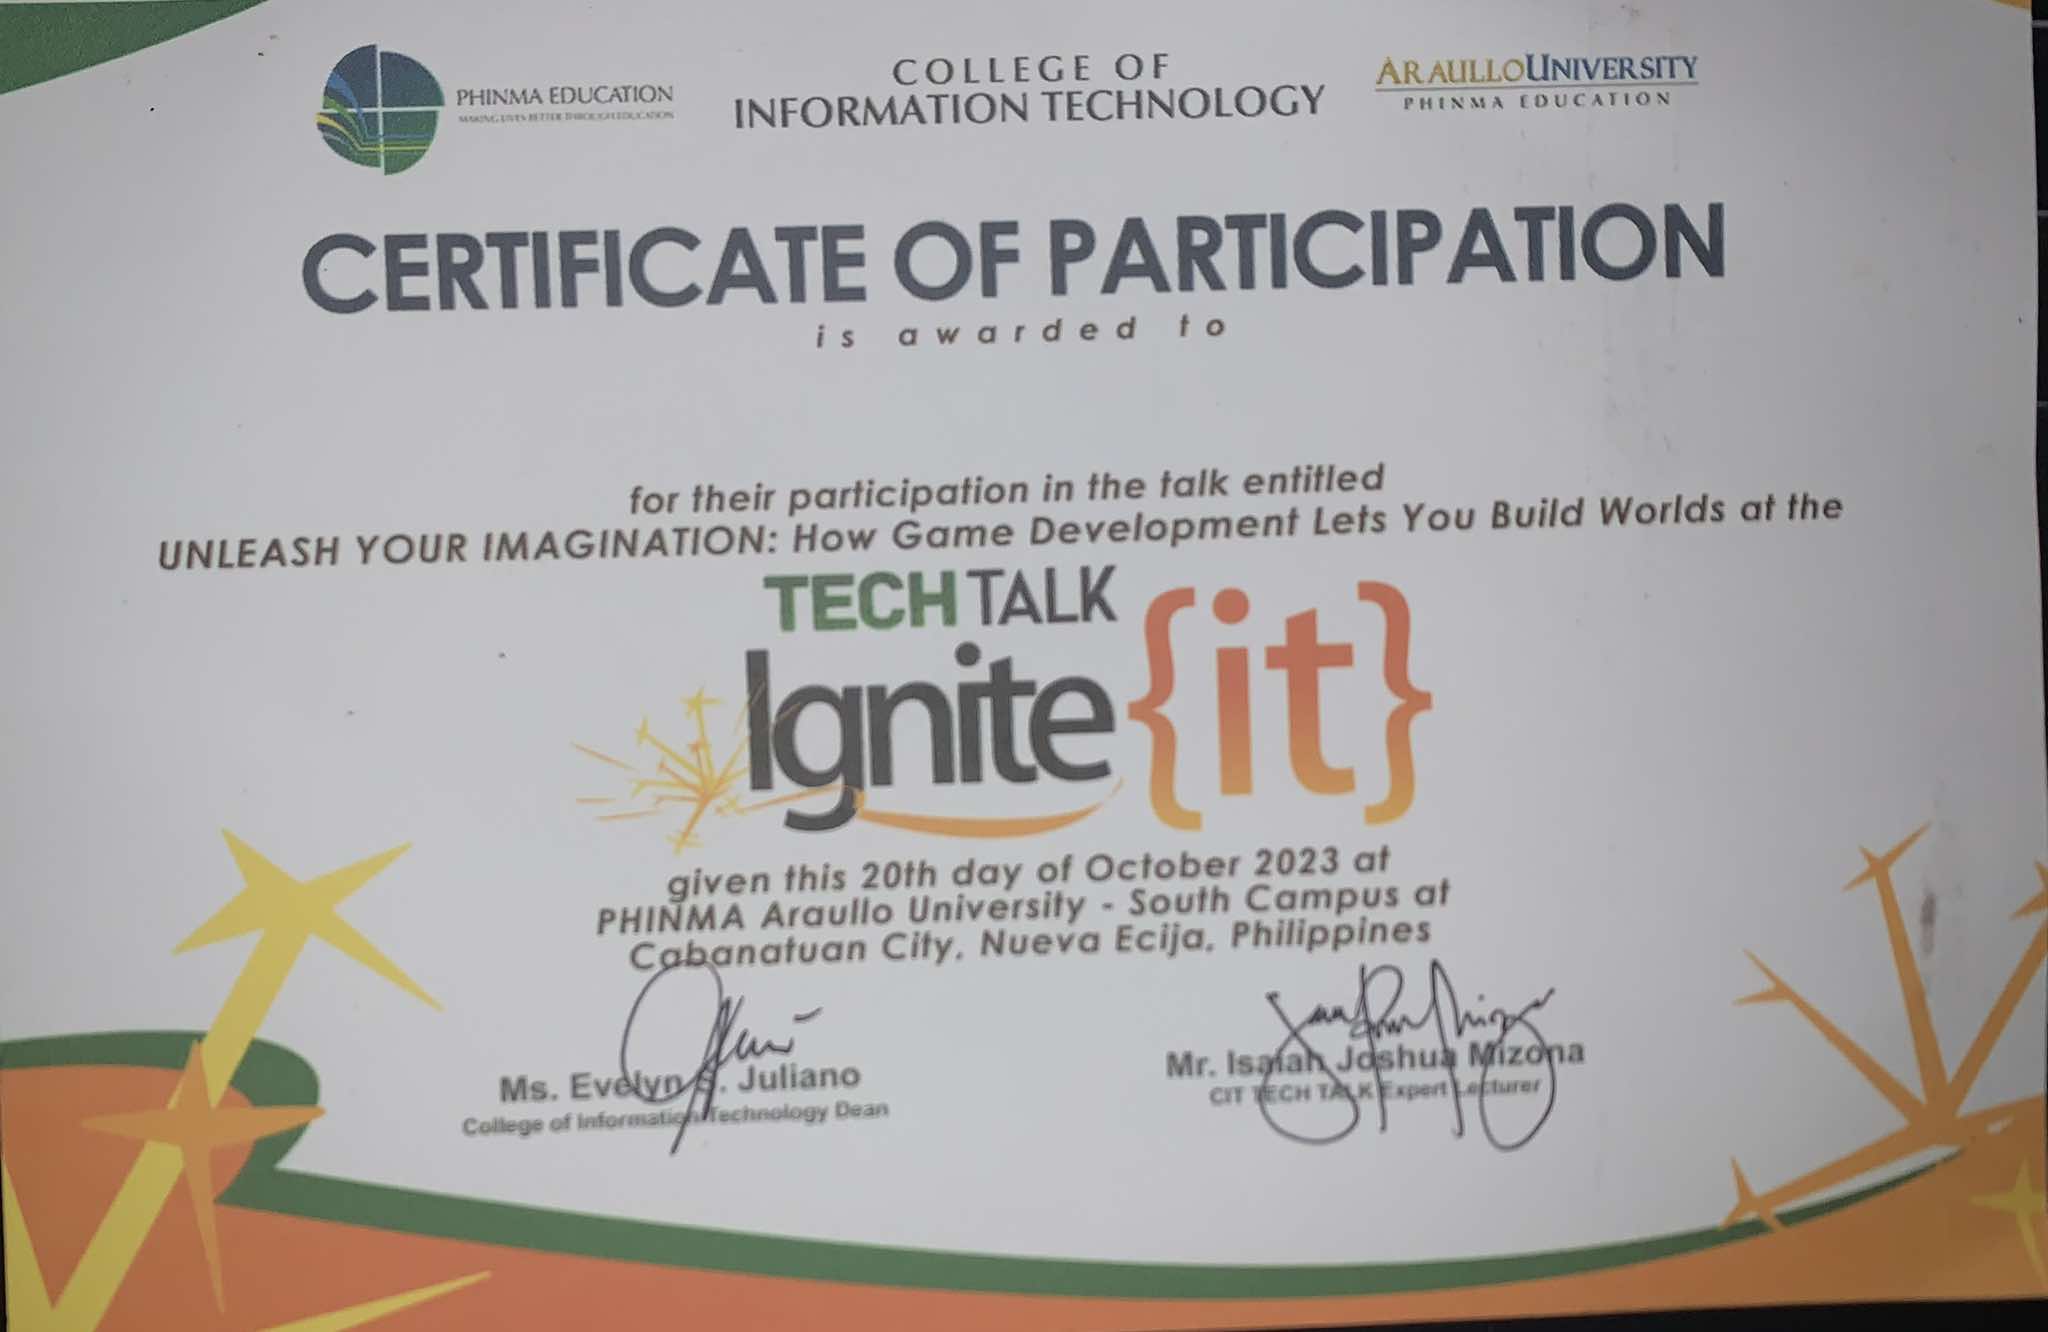 PHINMA EDUCATION
MAKING LIVES BETTER THROUGH EDUCATION
COLLEGE OF
INFORMATION TECHNOLOGY
ARAULLO UNIVERSITY
PHINMA EDUCATION
CERTIFICATE OF PARTICIPATION
is awarded to
for their participation in the talk entitled
UNLEASH YOUR IMAGINATION: How Game Development Lets You Build Worlds at the
TECH TALK
Ignite {it}
given this 20th day of October 2023 at
PHINMA Araullo University - South Campus at
Cabanatuan City, Nueva Ecija, Philippines
Ms. Evelyn S. Juliano
College of Information Technology Dean
Mr. Isaiah Joshua Mizona
CIT TECH TALK Expert Lecturer